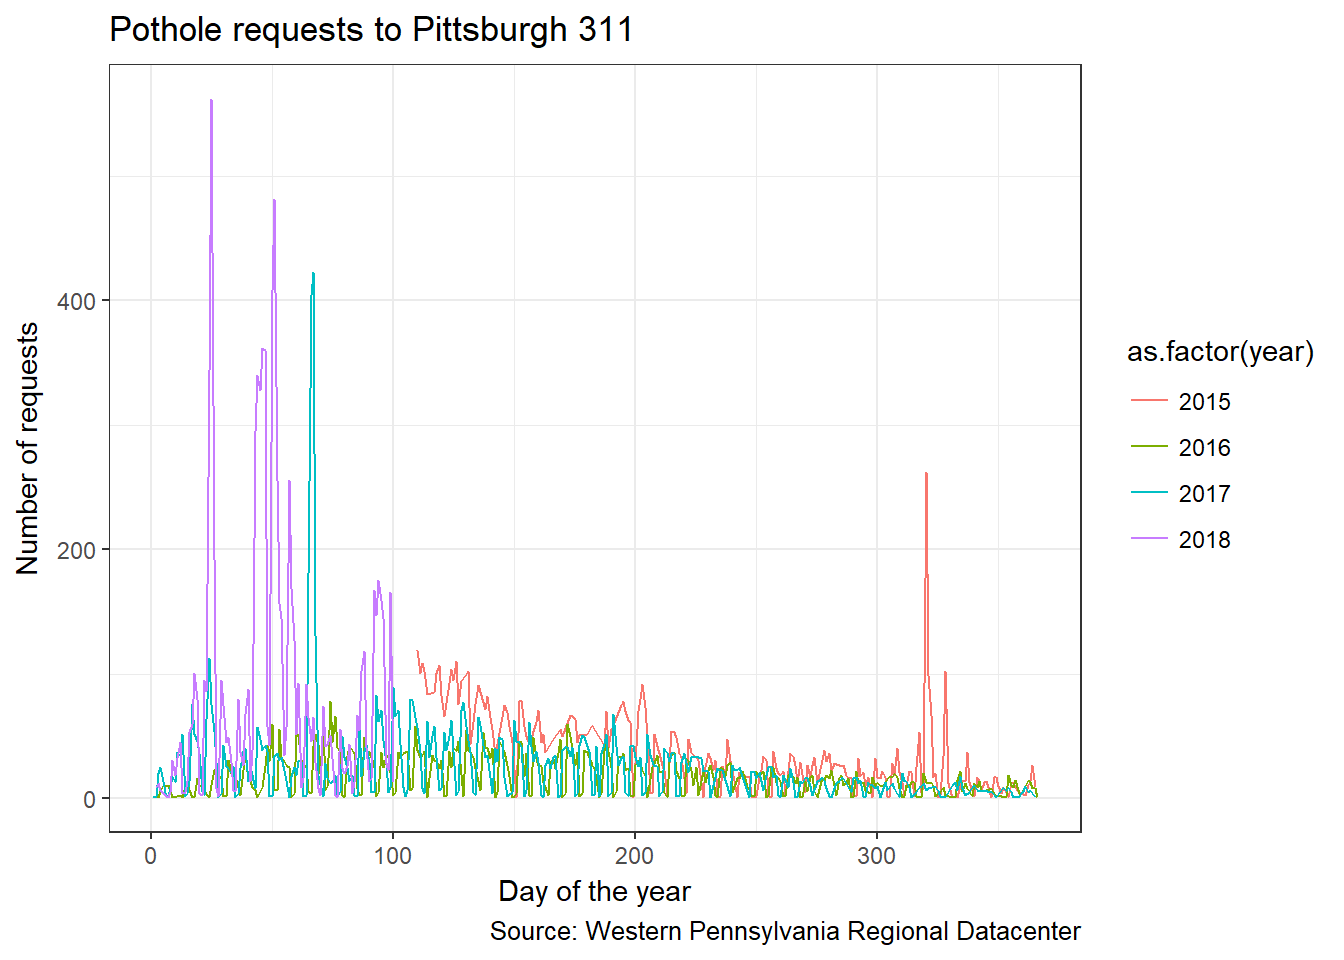 Pothole requests to Pittsburgh 311
Number of requests
400
200
0
0
100
200
300
Day of the year
Source: Western Pennsylvania Regional Datacenter
as.factor(year)
2015
2016
2017
2018